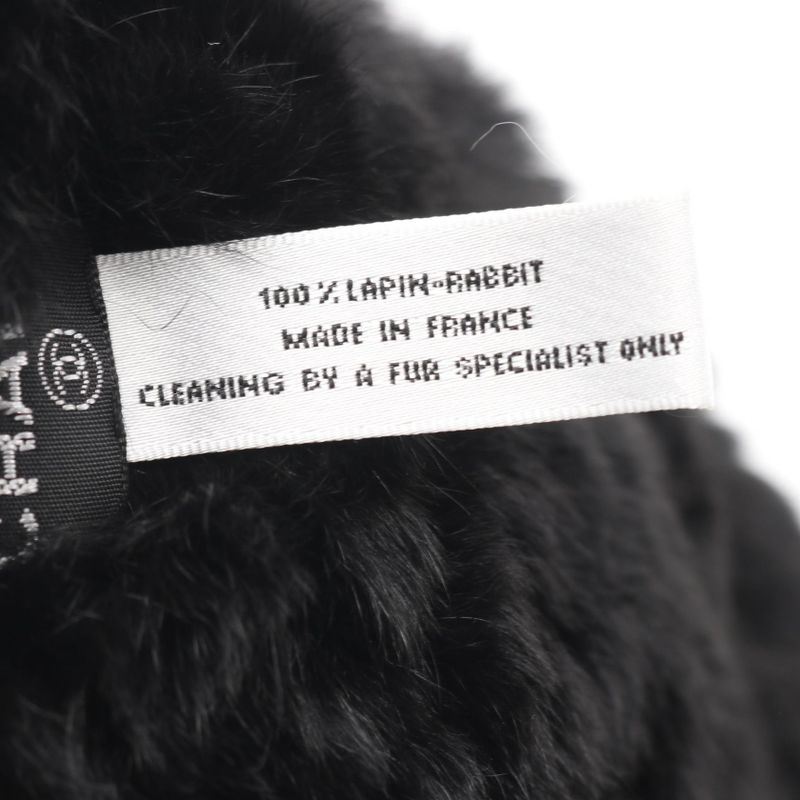 100% LAPIN-RABBIT
MADE IN FRANCE
CLEANING BY A FUR SPECIALIST ONLY
®